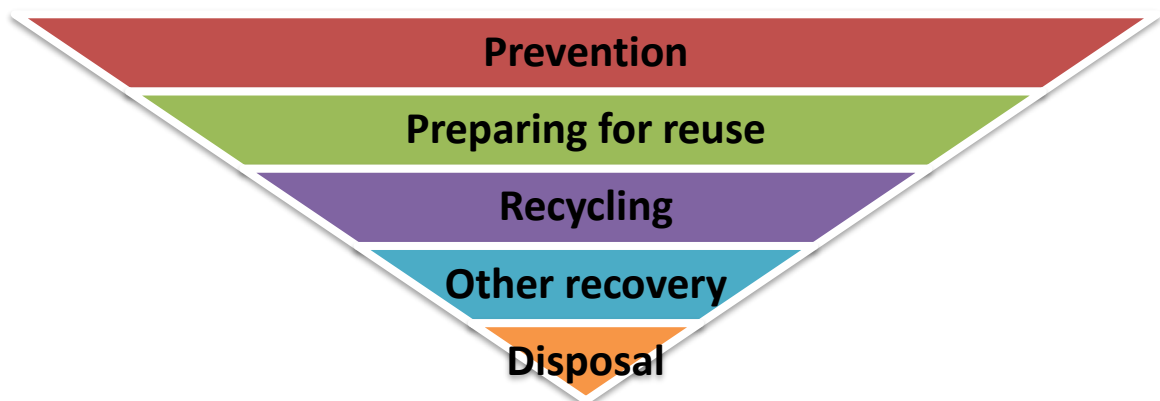 Prevention
Preparing for reuse
Recycling
Other recovery
Disposal